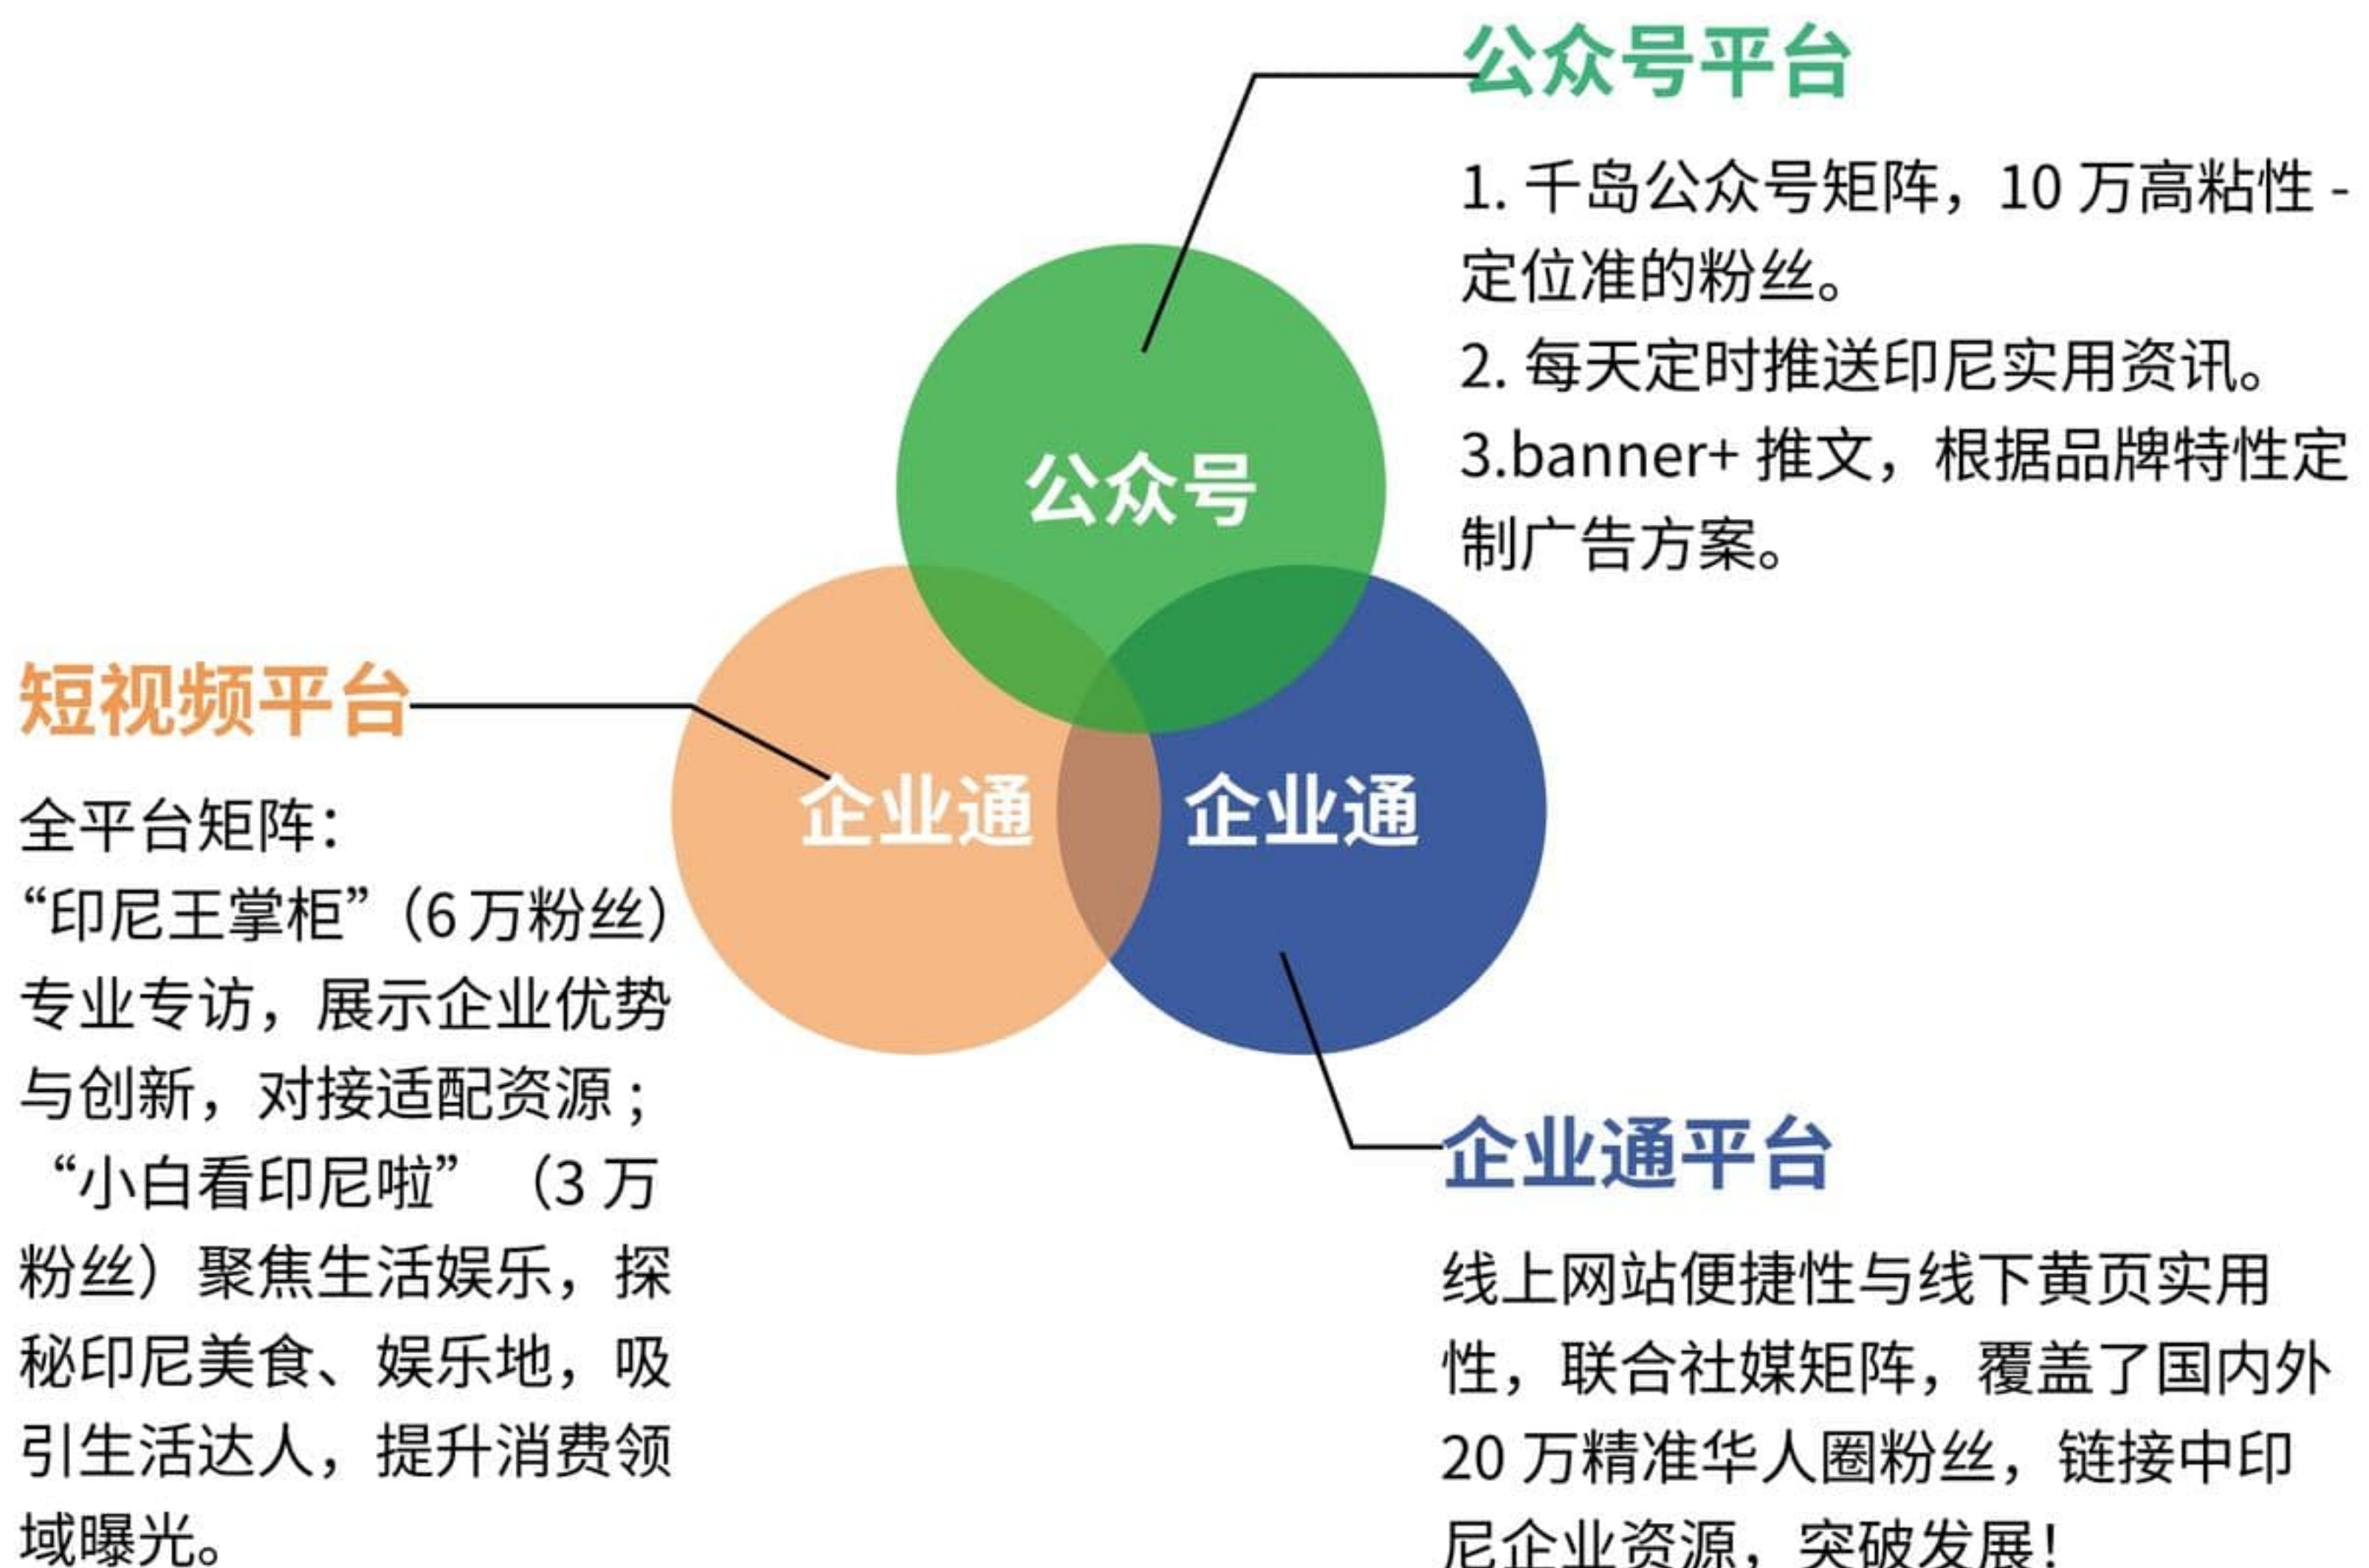 公众号平台
1. 千岛公众号矩阵，10 万高粘性 -
定位准的粉丝。
2. 每天定时推送印尼实用资讯。
3.banner+ 推文，根据品牌特性定
制广告方案。
公众号
短视频平台
企业通
企业通
全平台矩阵：
“印尼王掌柜”（6 万粉丝）
专业专访，展示企业优势
与创新，对接适配资源；
“小白看印尼啦”（3 万
粉丝）聚焦生活娱乐，探
秘印尼美食、娱乐地，吸
引生活达人，提升消费领
域曝光。
企业通平台
线上网站便捷性与线下黄页实用
性，联合社媒矩阵，覆盖了国内外
20 万精准华人圈粉丝，链接中印
尼企业资源，突破发展！